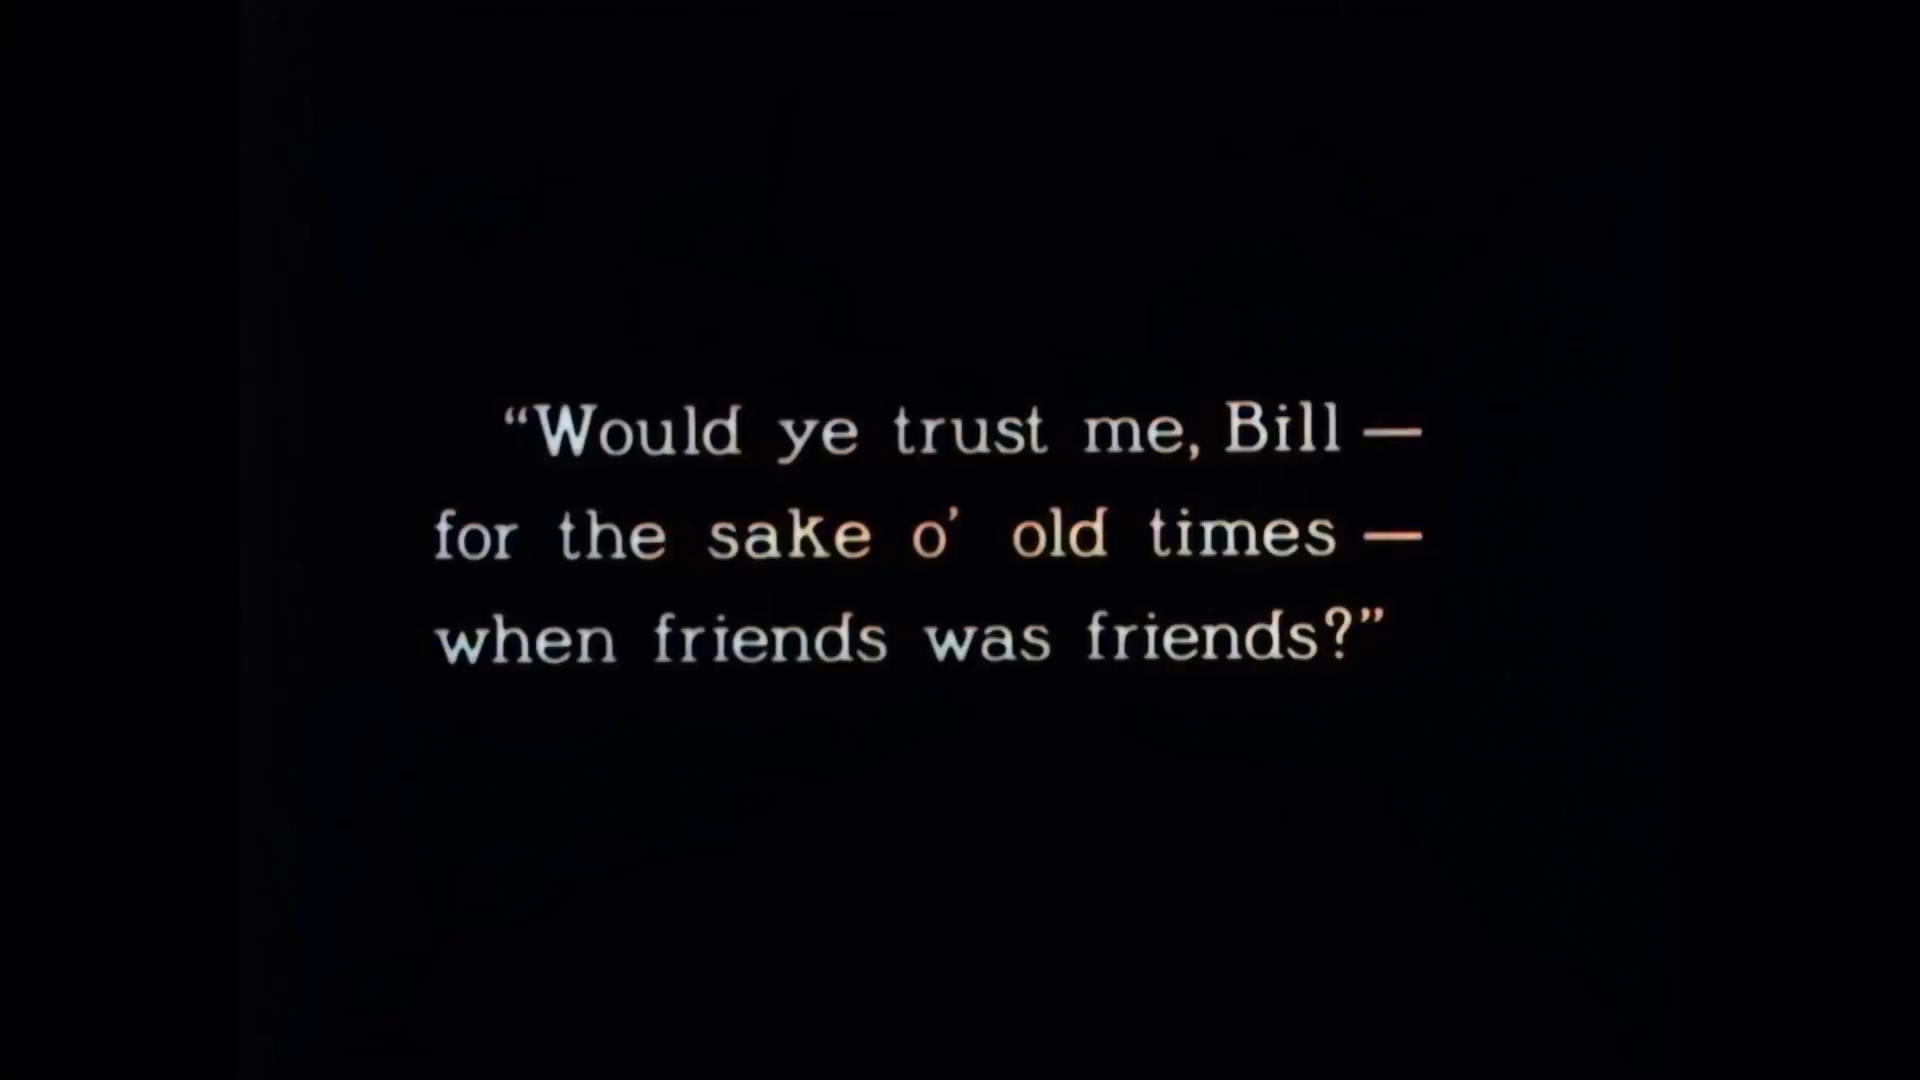 “Would ye trust me, Bill —
for the sake o’ old times —
when friends was friends?”